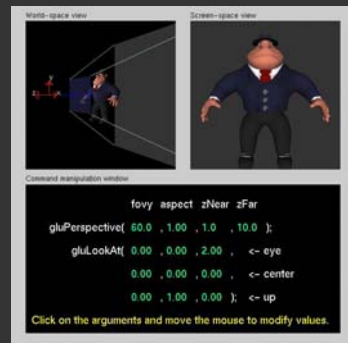 World-space view
Screen-space view
y
z
x
Command manipulation window
fovy aspect zNear zFar
gluPerspective( 60.0 , 1.00 , 1.0 , 10.0 );
gluLookAt( 0.00 , 0.00 , 2.00 , <- eye
0.00 , 0.00 , 0.00 , <- center
0.00 , 1.00 , 0.00 ); <- up
Click on the arguments and move the mouse to modify values.